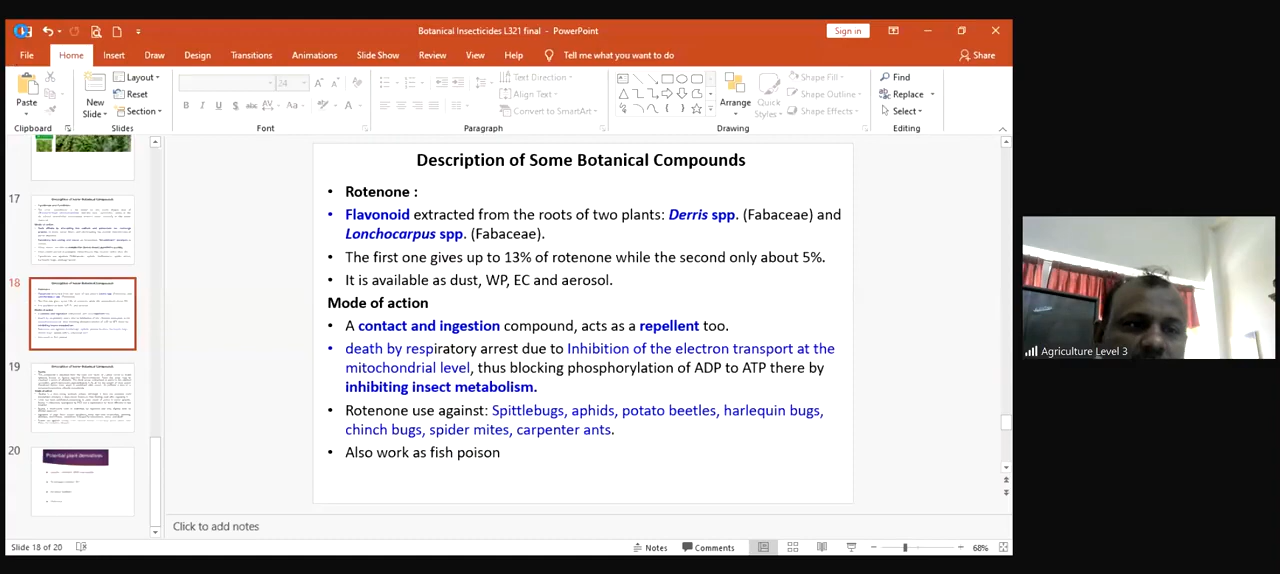 Botanical Insecticides L321 final - PowerPoint
Sign in
File Home Insert Draw Design Transitions Animations Slide Show Review View Help Tell me what you want to do Share
Paste
New Slide
Layout
Reset
Section
24
Text Direction
Align Text
Convert to SmartArt
Arrange
Quick Styles
Shape Fill
Shape Outline
Shape Effects
Find
Replace
Select
Clipboard Slides Font Paragraph Drawing Editing
17
18
19
20
Potential plant derivatives
Description of Some Botanical Compounds
• Rotenone :
• Flavonoid extracted from the roots of two plants: Derris spp. (Fabaceae) and
Lonchocarpus spp. (Fabaceae).
• The first one gives up to 13% of rotenone while the second only about 5%.
• It is available as dust, WP, EC and aerosol.
Mode of action
• A contact and ingestion compound, acts as a repellent too.
• death by respiratory arrest due to Inhibition of the electron transport at the
mitochondrial level, thus blocking phosphorylation of ADP to ATP there by
inhibiting insect metabolism.
• Rotenone use against: Spittlebugs, aphids, potato beetles, harlequin bugs,
chinch bugs, spider mites, carpenter ants.
• Also work as fish poison
Click to add notes
Slide 18 of 20
Notes
Comments
68%
Agriculture Level 3